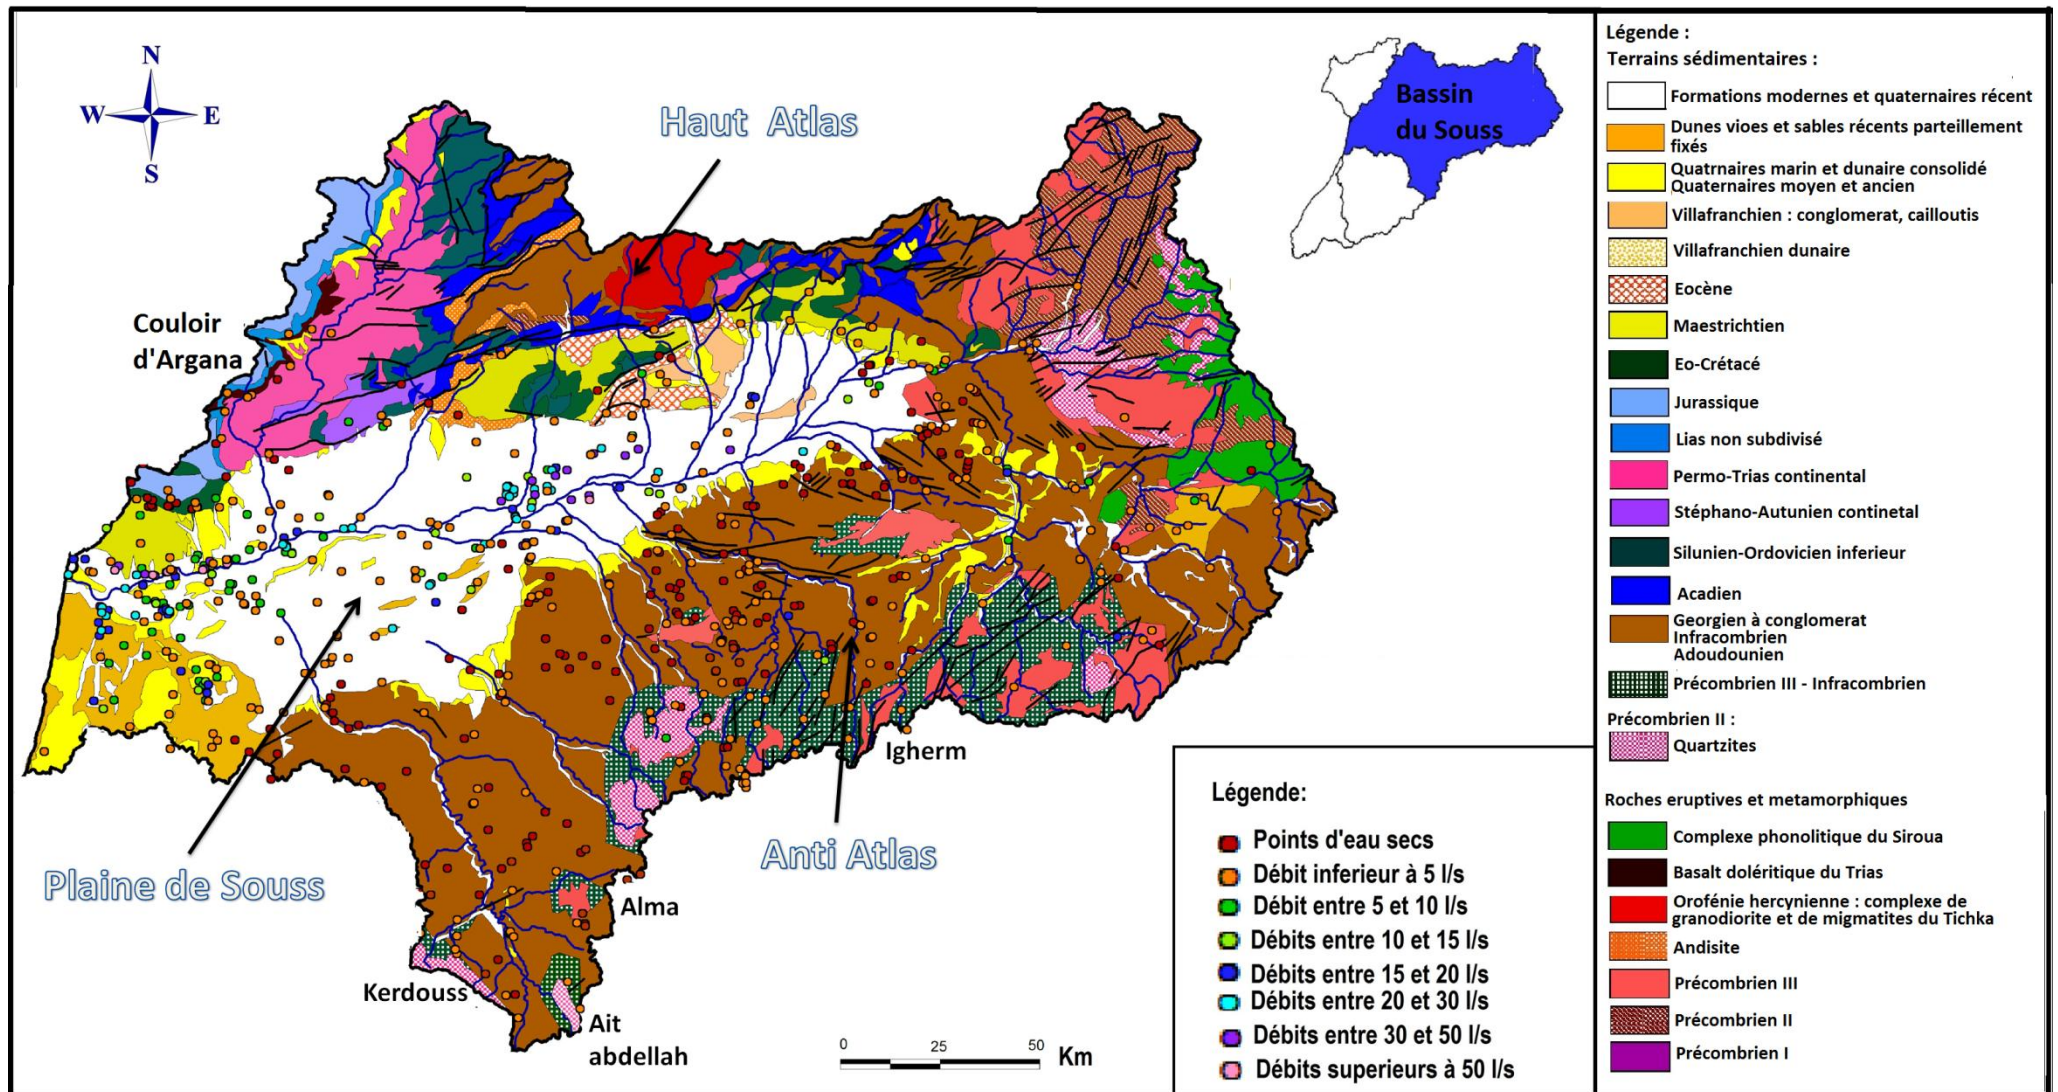 N
W
E
S
Haut Atlas
Bassin
du Souss
Couloir
d'Argana
Plaine de Souss
Anti Atlas
Igherm
Alma
Kerdouss
Ait
abdellah
0
25
50
Km
Légende:
Points d'eau secs
Débit inferieur à 5 l/s
Débit entre 5 et 10 l/s
Débits entre 10 et 15 l/s
Débits entre 15 et 20 l/s
Débits entre 20 et 30 l/s
Débits entre 30 et 50 l/s
Débits superieurs à 50 l/s
Légende :
Terrains sédimentaires :
Formations modernes et quaternaires récent
Dunes vioes et sables récents parteillement
fixés
Quatrnaires marin et dunaire consolidé
Quaternaires moyen et ancien
Villafranchien : conglomerat, cailloutis
Villafranchien dunaire
Eocène
Maestrichtien
Eo-Crétacé
Jurassique
Lias non subdivisé
Permo-Trias continental
Stéphano-Autunien continetal
Silunien-Ordovicien inferieur
Acadien
Georgien à conglomerat
Infracombrien
Adoudounien
Précombrien III - Infracombrien
Précombrien II :
Quartzites
Roches eruptives et metamorphiques
Complexe phonolitique du Siroua
Basalt doléritique du Trias
Orofénie hercynienne : complexe de
granodiorite et de migmatites du Tichka
Andisite
Précombrien III
Précombrien II
Précombrien I